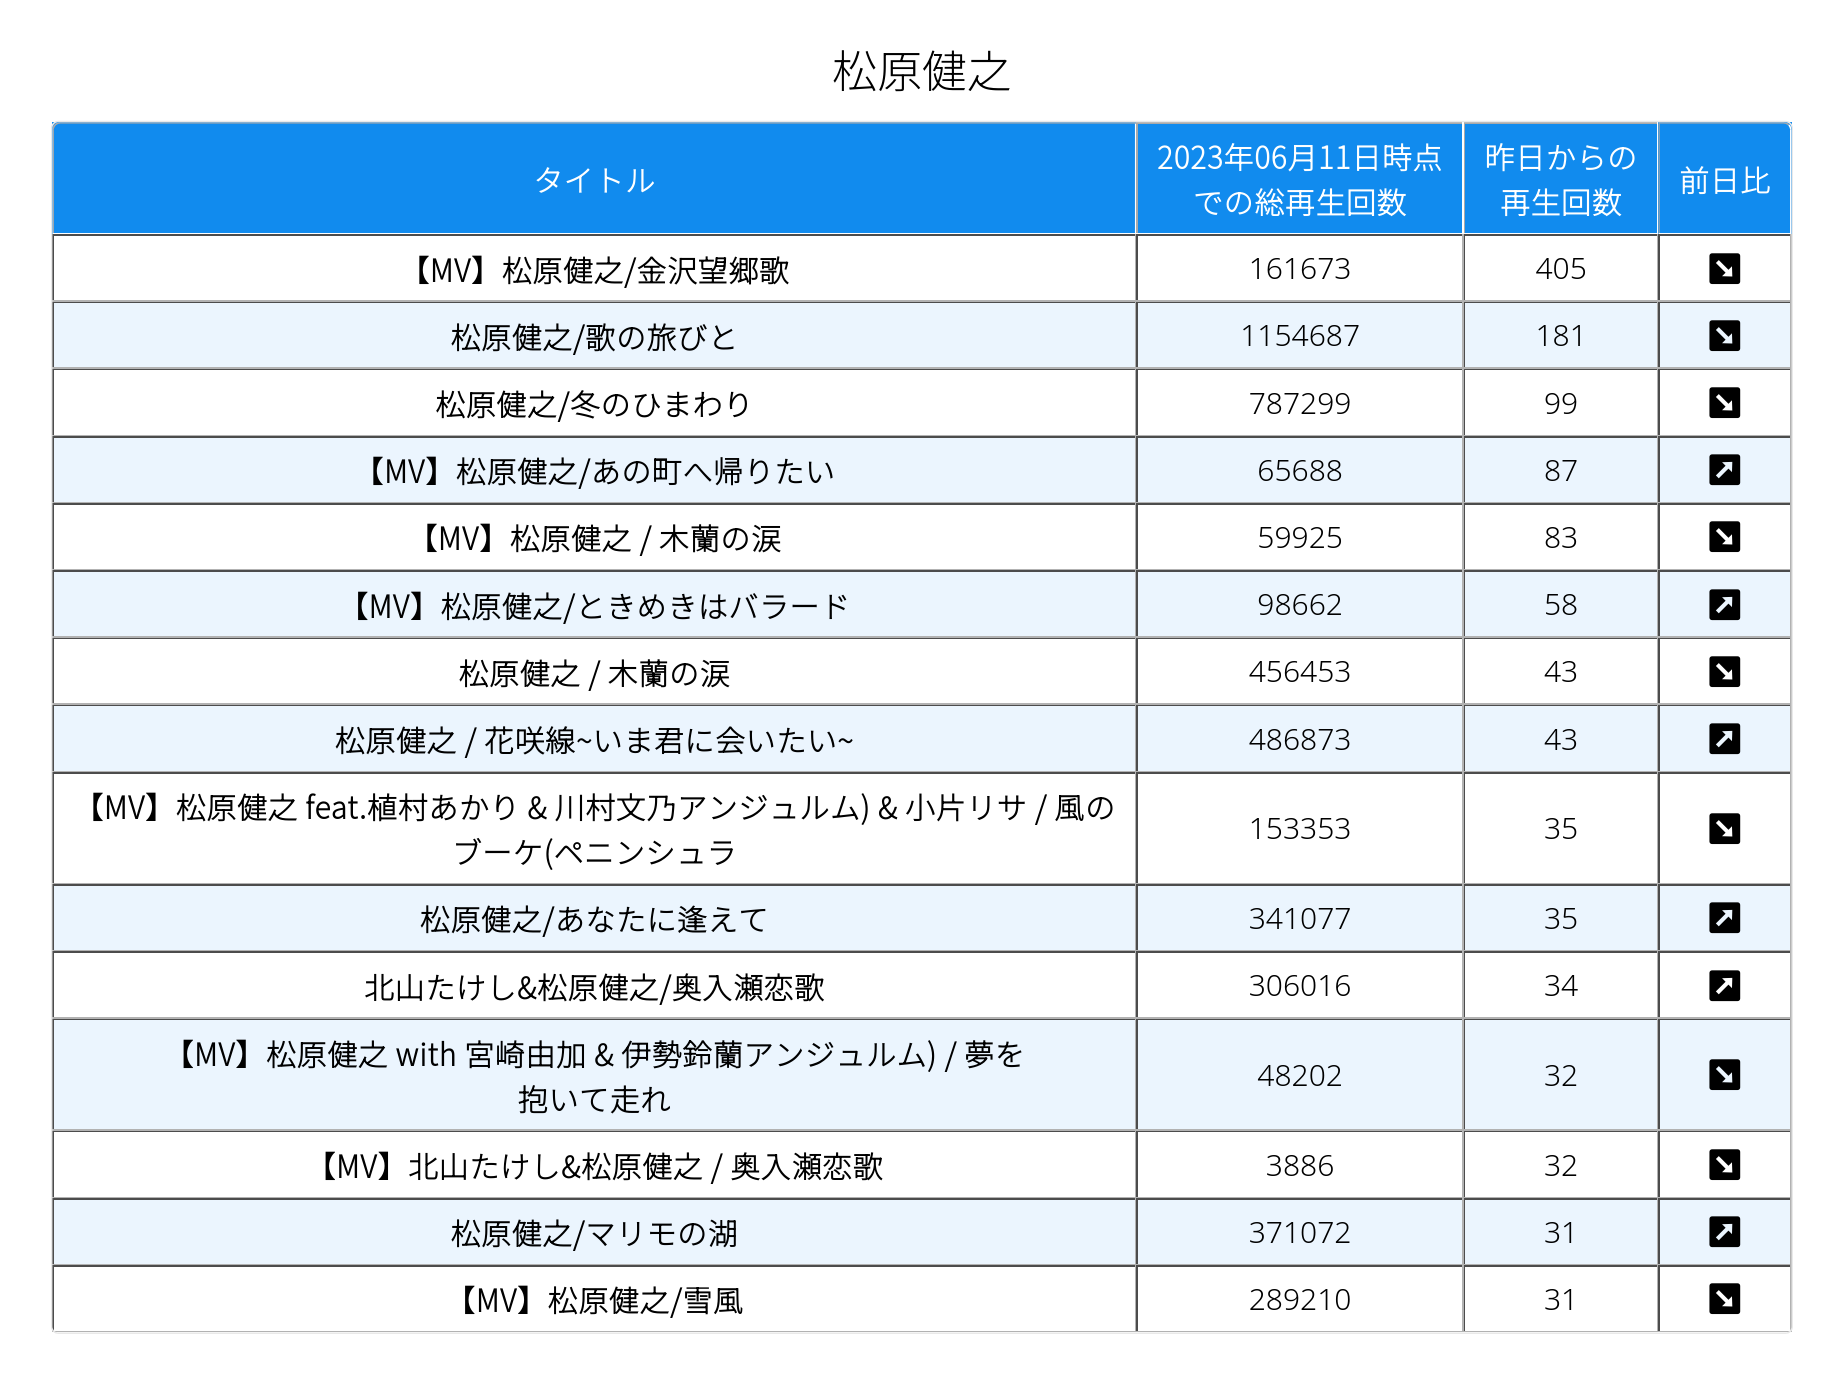 松原健之
タイトル
2023年06月11日時点
での総再生回数
昨日からの
再生回数
前日比
【MV】松原健之/金沢望郷歌 161673 405
松原健之/歌の旅びと 1154687 181
松原健之/冬のひまわり 787299 99
【MV】松原健之/あの町へ帰りたい 65688 87
【MV】松原健之 / 木蘭の涙 59925 83
【MV】松原健之/ときめきはバラード 98662 58
松原健之 / 木蘭の涙 456453 43
松原健之 / 花咲線~いま君に会いたい~ 486873 43
【MV】松原健之 feat.植村あかり & 川村文乃アンジュルム) & 小片リサ / 風の
ブーケ(ペニンシュラ 153353 35
松原健之/あなたに逢えて 341077 35
北山たけし&松原健之/奥入瀬恋歌 306016 34
【MV】松原健之 with 宮崎由加 & 伊勢鈴蘭アンジュルム) / 夢を
抱いて走れ 48202 32
【MV】北山たけし&松原健之 / 奥入瀬恋歌 3886 32
松原健之/マリモの湖 371072 31
【MV】松原健之/雪風 289210 31